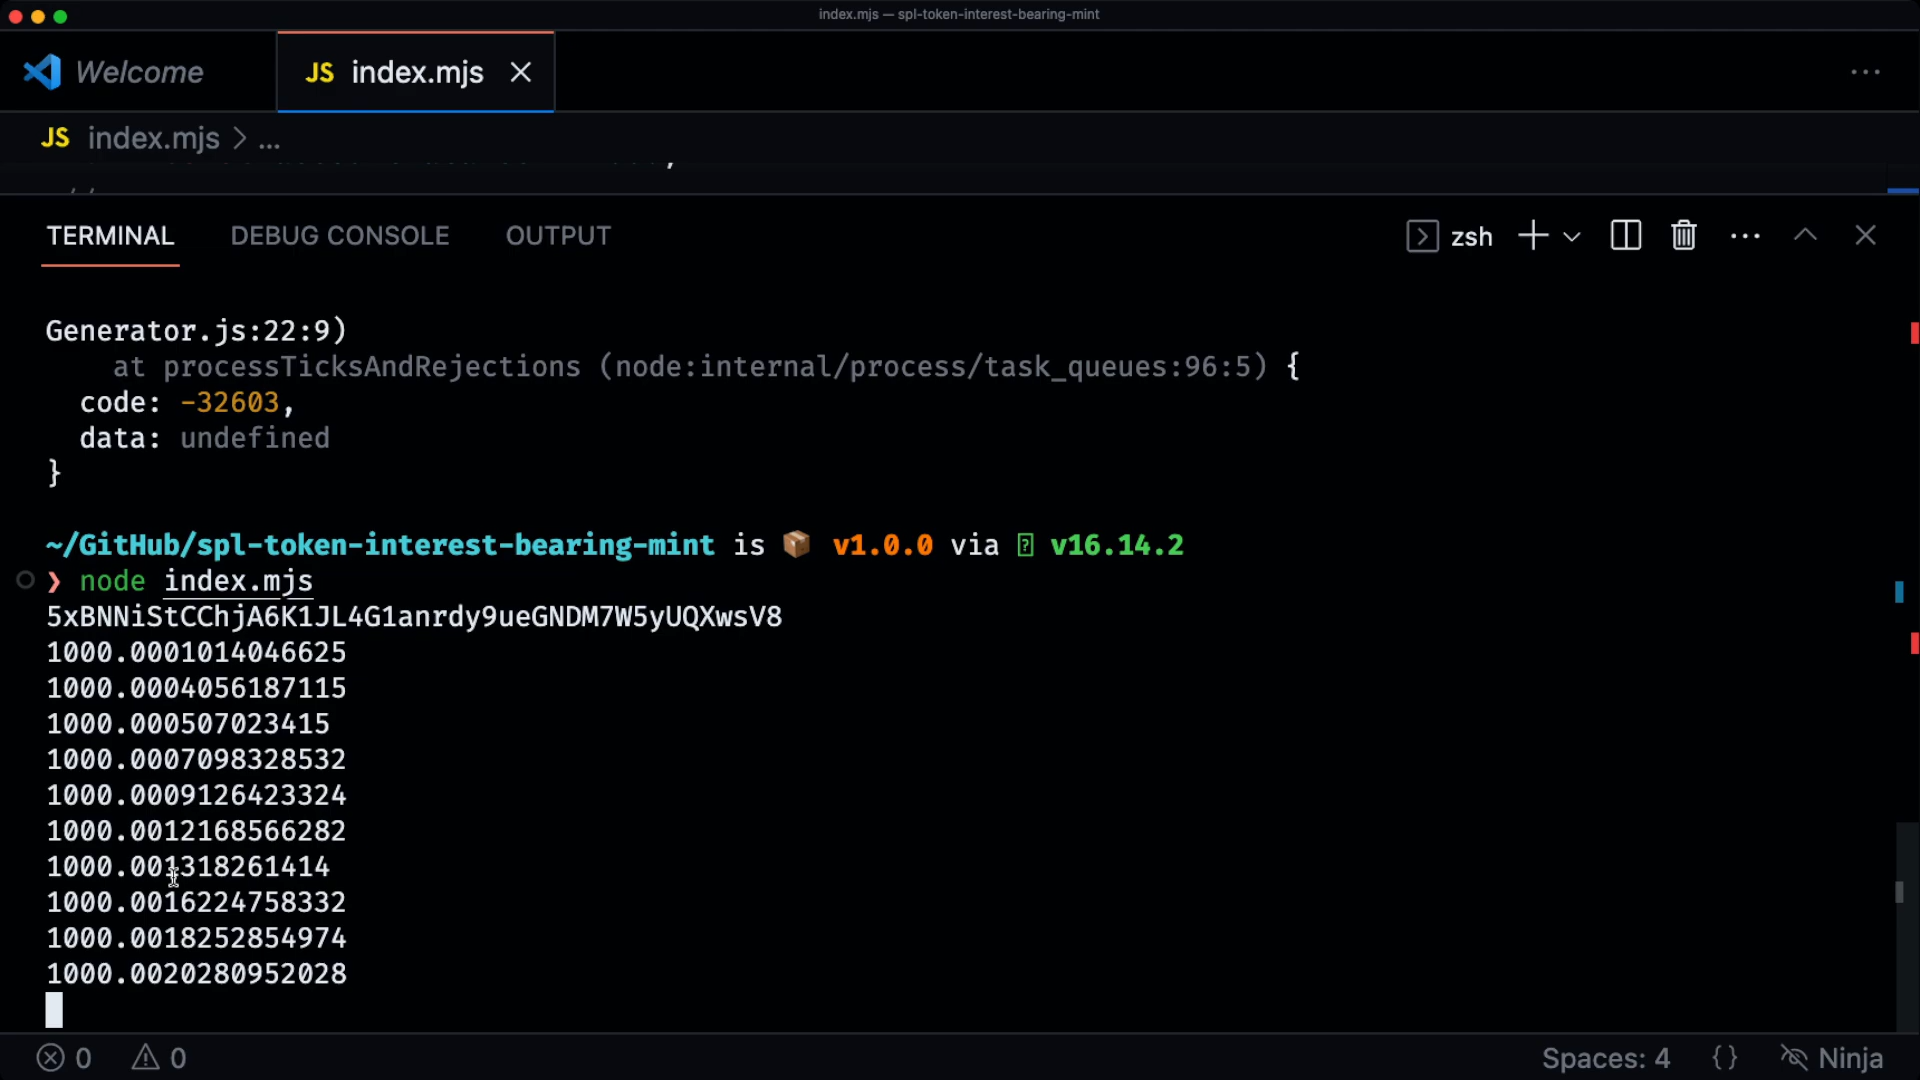 index.mjs — spl-token-interest-bearing-mint
Welcome
JS index.mjs
JS index.mjs > ...
TERMINAL DEBUG CONSOLE OUTPUT zsh
Generator.js:22:9)
at processTicksAndRejections (node:internal/process/task_queues:96:5) {
code: -32603,
data: undefined
}
~/GitHub/spl-token-interest-bearing-mint is 📦 v1.0.0 via v16.14.2
❯ node index.mjs
5xBNNiStCChjA6K1JL4G1anrdy9ueGNDM7W5yUQXwsV8
1000.0001014046625
1000.0004056187115
1000.000507023415
1000.0007098328532
1000.0009126423324
1000.0012168566282
1000.001318261414
1000.0016224758332
1000.0018252854974
1000.0020280952028
0 0 Spaces: 4 {} Ninja